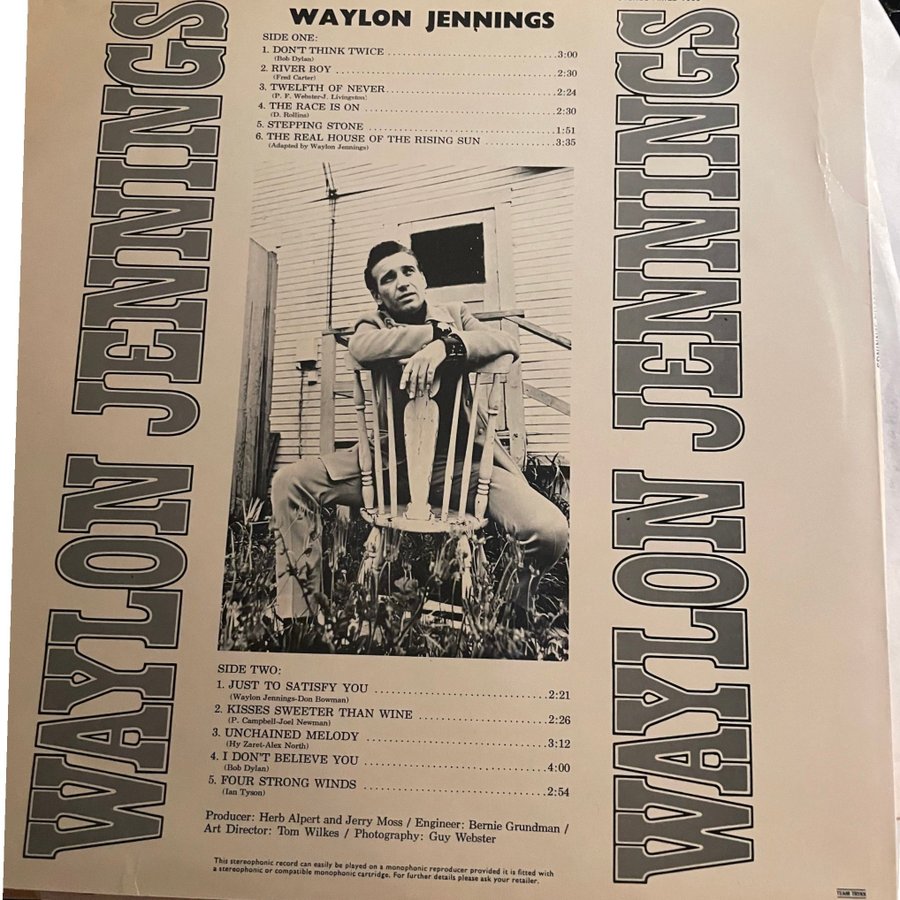 WAYLON JENNINGS
SIDE ONE:
1. DON'T THINK TWICE ..............................3:00
(Bob Dylan)
2. RIVER BOY ..............................2:30
(Fred Carter)
3. TWELFTH OF NEVER..............................2:24
(P. F. Webster-J. Livingston)
4. THE RACE IS ON ..............................2:30
(D. Rollins)
5. STEPPING STONE ..............................1:51
6. THE REAL HOUSE OF THE RISING SUN ..............3:35
(Adapted by Waylon Jennings)
WAYLON JENNINGS
WAYLON JENNINGS
SIDE TWO:
1. JUST TO SATISFY YOU ..............................2:21
(Waylon Jennings-Don Bowman)
2. KISSES SWEETER THAN WINE ......................2:26
(P. Campbell-Joel Newman)
3. UNCHAINED MELODY ..............................3:12
(Hy Zaret-Alex North)
4. I DON'T BELIEVE YOU ..............................4:00
(Bob Dylan)
5. FOUR STRONG WINDS ..............................2:54
(Ian Tyson)
Producer: Herb Alpert and Jerry Moss / Engineer: Bernie Grundman /
Art Director: Tom Wilkes / Photography: Guy Webster
This stereophonic record can easily be played on a monophonic reproducer provided it is fitted with
a stereophonic or compatible monophonic cartridge. For further details please ask your retailer.